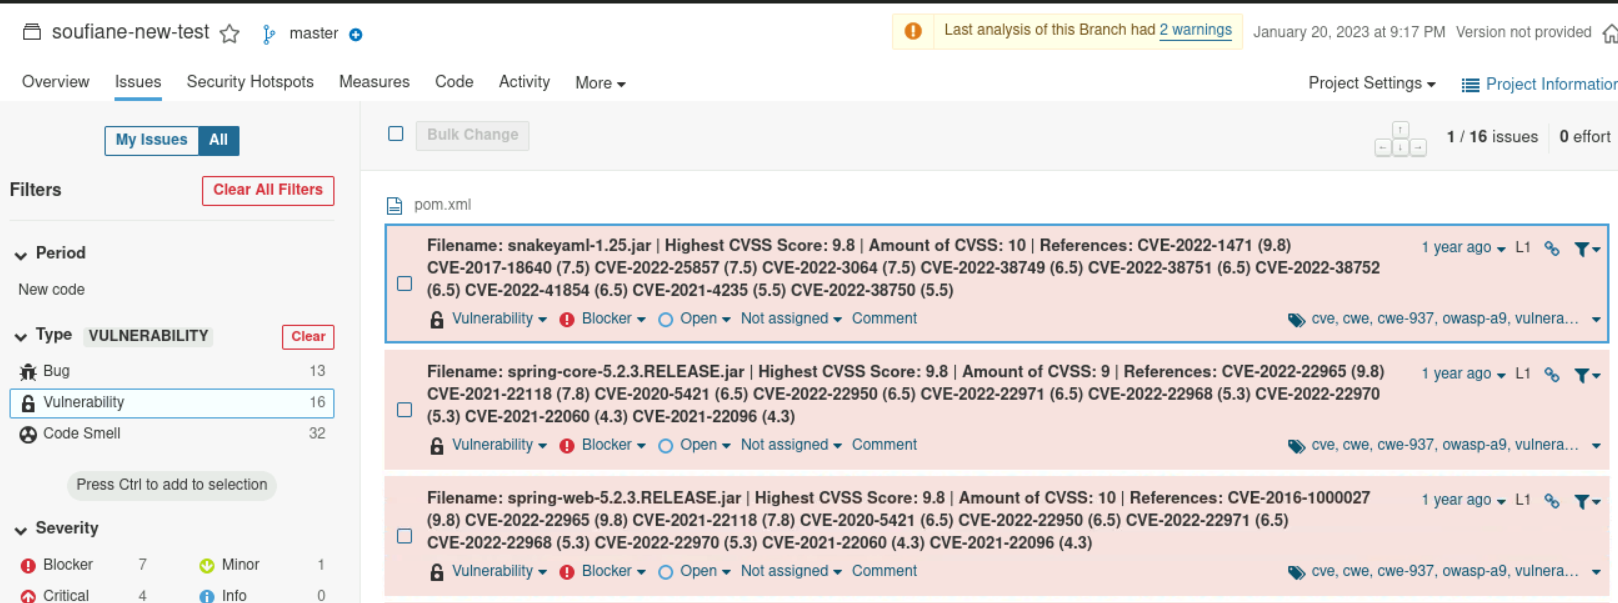 soufiane-new-test master
Last analysis of this Branch had 2 warnings January 20, 2023 at 9:17 PM Version not provided
Overview Issues Security Hotspots Measures Code Activity More
Project Settings Project Information
My Issues All
Bulk Change
1 / 16 issues 0 effort
Filters Clear All Filters
Period
New code
Type VULNERABILITY Clear
Bug 13
Vulnerability 16
Code Smell 32
Press Ctrl to add to selection
Severity
Blocker 7 Minor 1
Critical 4 Info 0
pom.xml
Filename: snakeyaml-1.25.jar | Highest CVSS Score: 9.8 | Amount of CVSS: 10 | References: CVE-2022-1471 (9.8)
CVE-2017-18640 (7.5) CVE-2022-25857 (7.5) CVE-2022-3064 (7.5) CVE-2022-38749 (6.5) CVE-2022-38751 (6.5) CVE-2022-38752
(6.5) CVE-2022-41854 (6.5) CVE-2021-4235 (5.5) CVE-2022-38750 (5.5)
1 year ago L1
Vulnerability Blocker Open Not assigned Comment
cve, cwe, cwe-937, owasp-a9, vulnera...
Filename: spring-core-5.2.3.RELEASE.jar | Highest CVSS Score: 9.8 | Amount of CVSS: 9 | References: CVE-2022-22965 (9.8)
CVE-2021-22118 (7.8) CVE-2020-5421 (6.5) CVE-2022-22950 (6.5) CVE-2022-22971 (6.5) CVE-2022-22968 (5.3) CVE-2022-22970
(5.3) CVE-2021-22060 (4.3) CVE-2021-22096 (4.3)
1 year ago L1
Vulnerability Blocker Open Not assigned Comment
cve, cwe, cwe-937, owasp-a9, vulnera...
Filename: spring-web-5.2.3.RELEASE.jar | Highest CVSS Score: 9.8 | Amount of CVSS: 10 | References: CVE-2016-1000027
(9.8) CVE-2022-22965 (9.8) CVE-2021-22118 (7.8) CVE-2020-5421 (6.5) CVE-2022-22950 (6.5) CVE-2022-22971 (6.5)
CVE-2022-22968 (5.3) CVE-2022-22970 (5.3) CVE-2021-22060 (4.3) CVE-2021-22096 (4.3)
1 year ago L1
Vulnerability Blocker Open Not assigned Comment
cve, cwe, cwe-937, owasp-a9, vulnera...